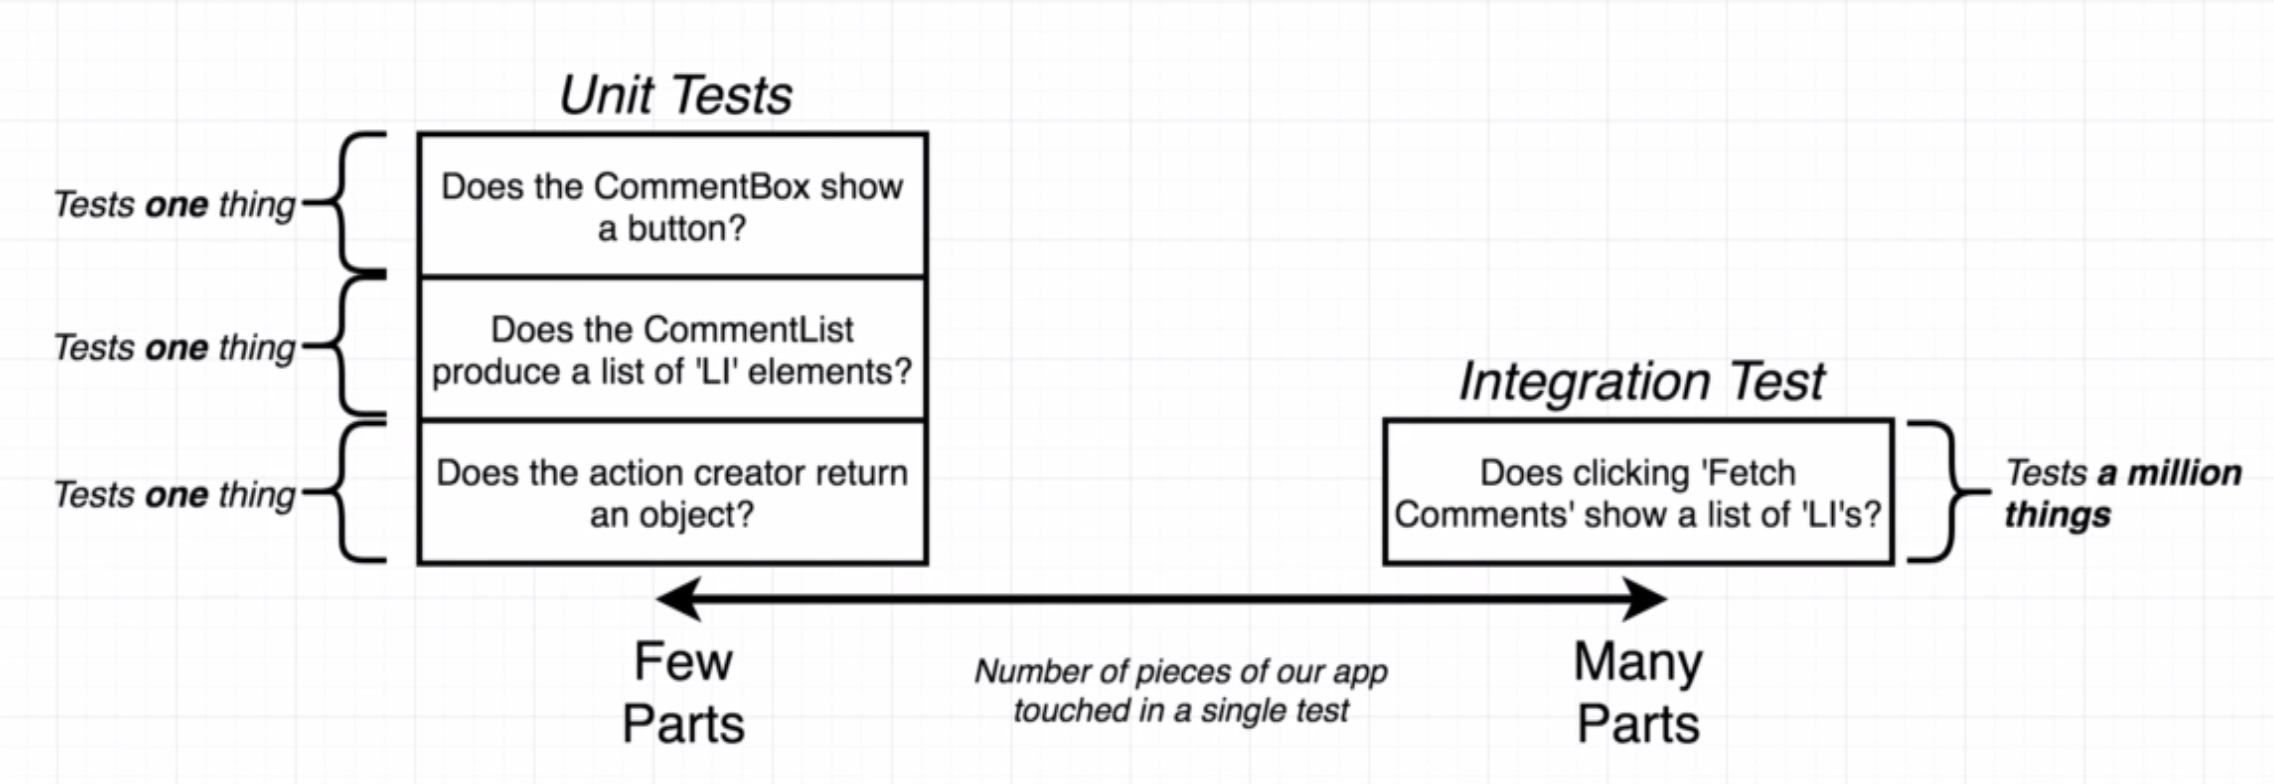 Unit Tests
Tests one thing
Does the CommentBox show
a button?
Tests one thing
Does the CommentList
produce a list of 'LI' elements?
Tests one thing
Does the action creator return
an object?
Integration Test
Does clicking 'Fetch
Comments' show a list of 'LI's?
Tests a million
things
Few
Parts
Number of pieces of our app
touched in a single test
Many
Parts